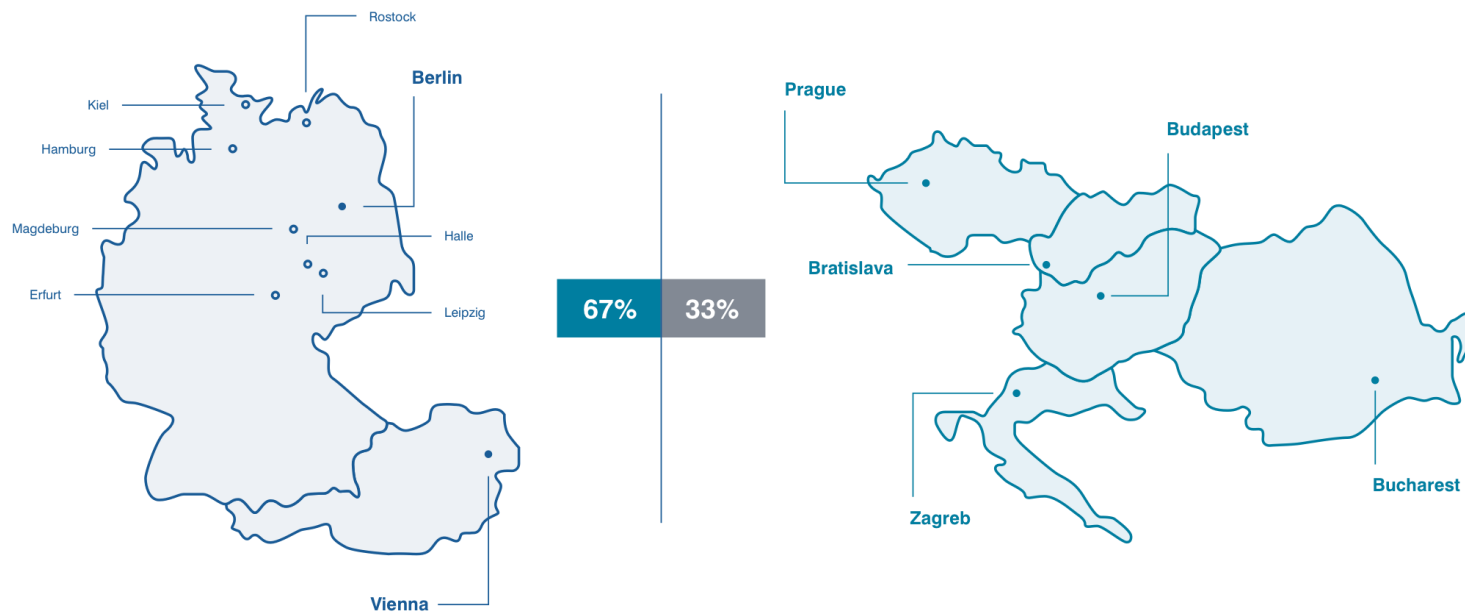 Rostock
Berlin
Kiel
Hamburg
Magdeburg
Halle
Erfurt
Leipzig
Vienna
67%
33%
Prague
Budapest
Bratislava
Bucharest
Zagreb